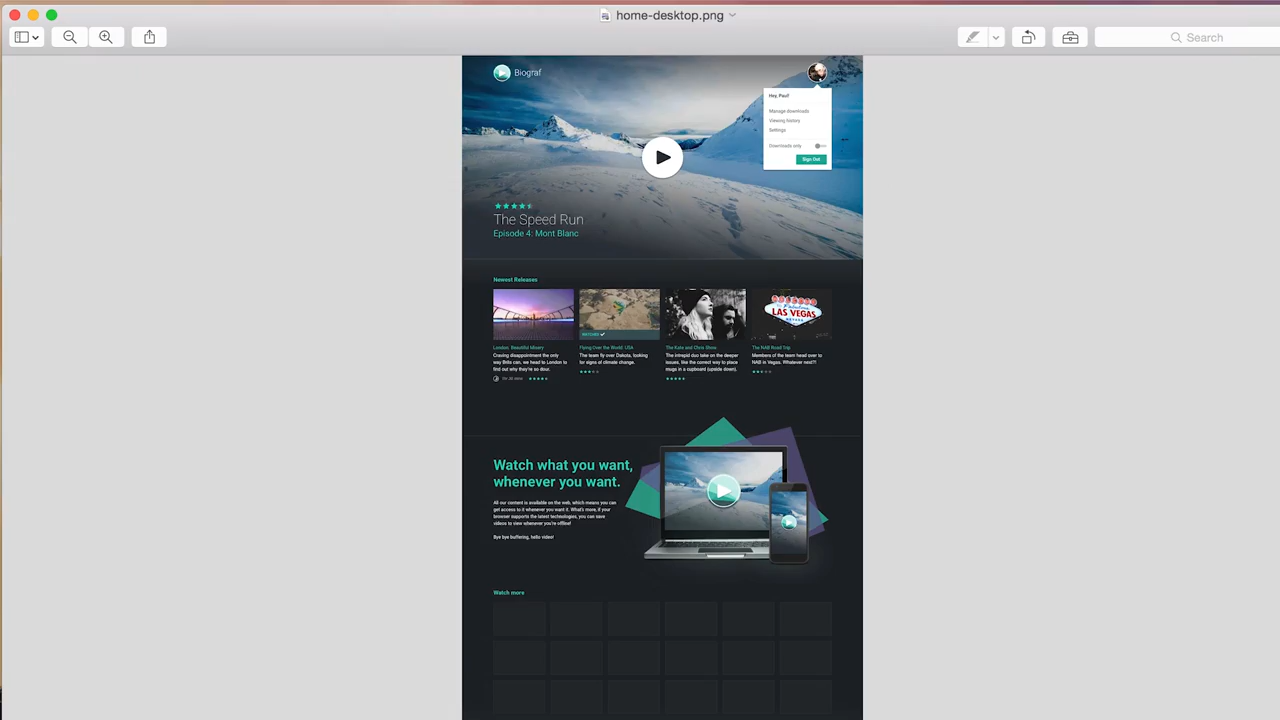 home-desktop.png
Search
Biograf
Hey, Paul!
Manage downloads
Viewing history
Settings
Downloads only
Sign Out
The Speed Run
Episode 4: Mont Blanc
Newest Releases
WATCHED
LAS VEGAS
NEVADA
London: Beautiful Misery
Craving disappointment the only
way Brits can, we head to London to
find out why they're so dour.
Flying Over the World: USA
The team fly over Dakota, looking
for signs of climate change.
The Kate and Chris Show
The intrepid duo take on the deeper
issues, like the correct way to place
mugs in a cupboard (upside down).
The NAB Road Trip
Members of the team head over to
NAB in Vegas. Whatever next?!
Watch what you want,
whenever you want.
All our content is available on the web, which means you can
get access to it whenever you want it. What's more, if your
browser supports the latest technologies, you can save
videos to view whenever you're offline!
Bye bye buffering, hello video!
Watch more